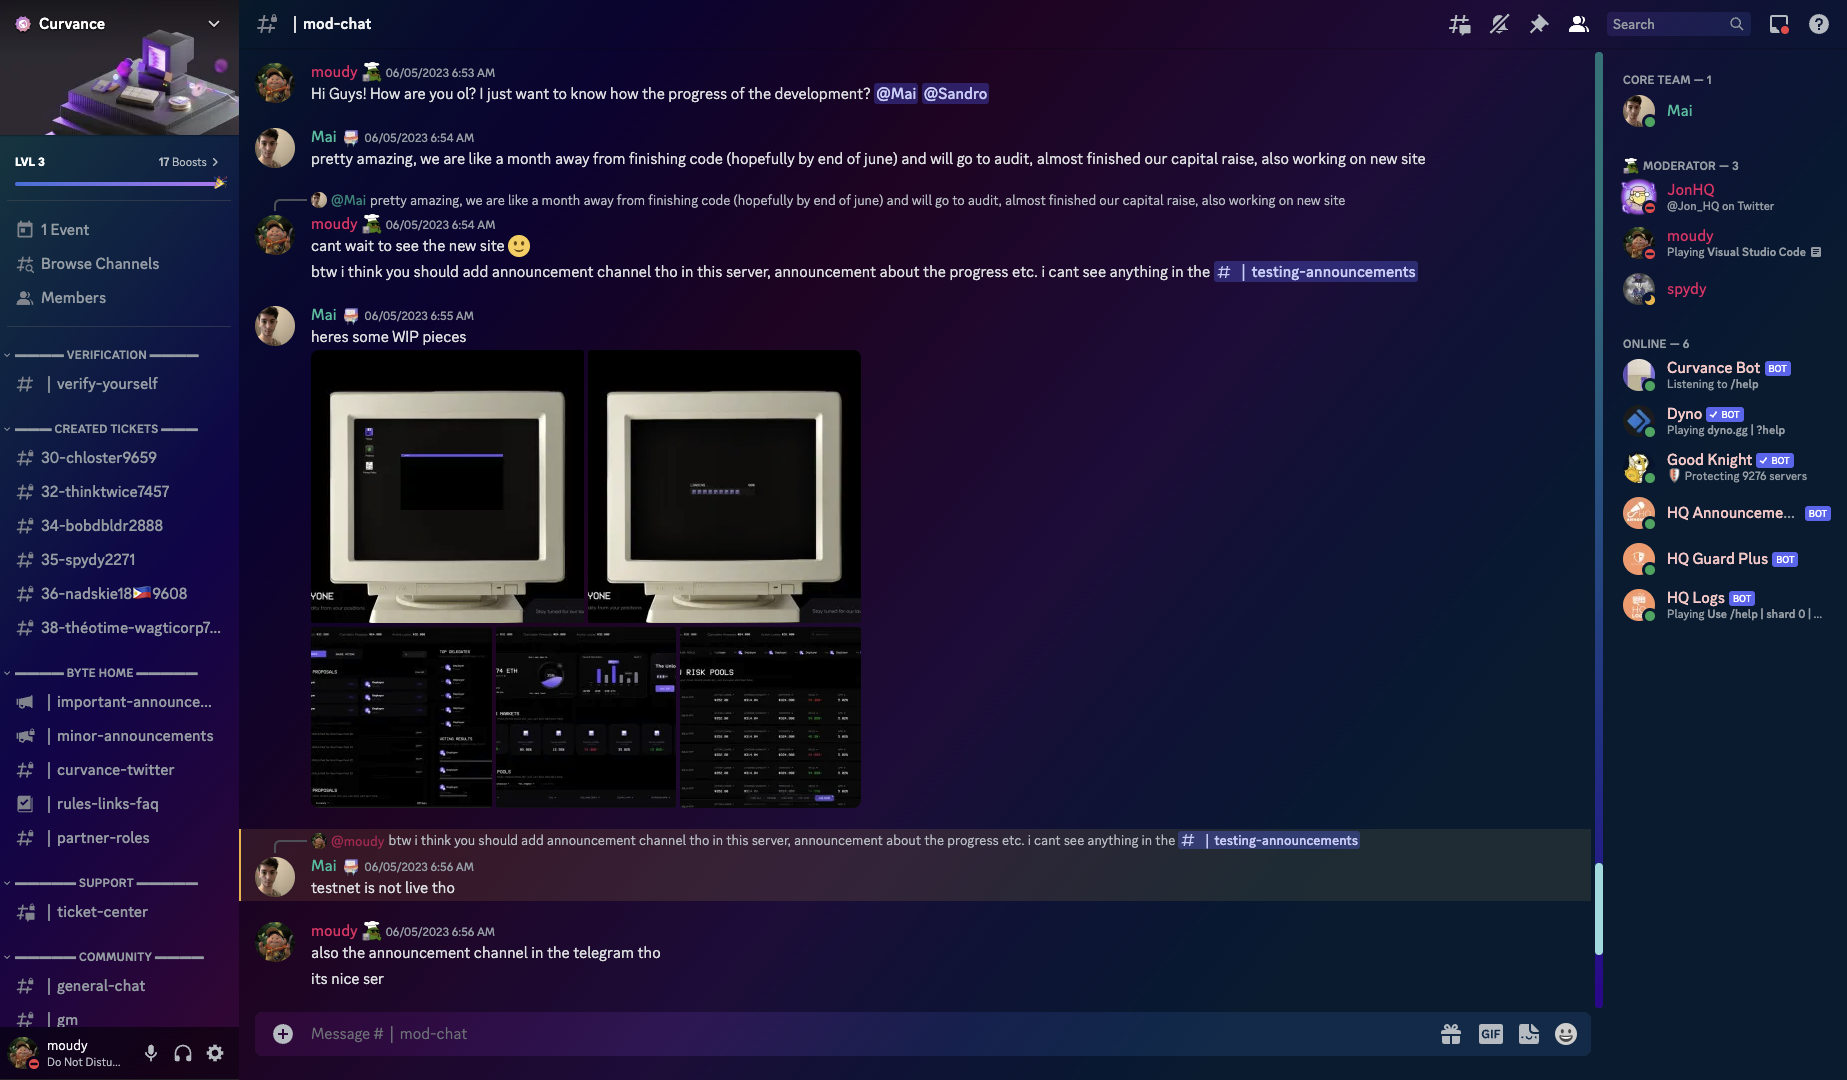 Curvance
LVL 3
17 Boosts
1 Event
Browse Channels
Members
VERIFICATION
| verify-yourself
CREATED TICKETS
30-chloster9659
32-thinktwice7457
34-bobdbldr2888
35-spydy2271
36-nadskie18🇵🇭9608
38-théotime-wagticorp7...
BYTE HOME
| important-announce...
| minor-announcements
| curvance-twitter
| rules-links-faq
| partner-roles
SUPPORT
| ticket-center
COMMUNITY
| general-chat
| gm
moudy
Do Not Distu...
| mod-chat
Search
moudy 06/05/2023 6:53 AM
Hi Guys! How are you ol? I just want to know how the progress of the development? @Mai @Sandro
Mai 06/05/2023 6:54 AM
pretty amazing, we are like a month away from finishing code (hopefully by end of june) and will go to audit, almost finished our capital raise, also working on new site
@Mai pretty amazing, we are like a month away from finishing code (hopefully by end of june) and will go to audit, almost finished our capital raise, also working on new site
moudy 06/05/2023 6:54 AM
cant wait to see the new site 🙂
btw i think you should add announcement channel tho in this server, announcement about the progress etc. i cant see anything in the # | testing-announcements
Mai 06/05/2023 6:55 AM
heres some WIP pieces
YONE
YONE
PROPOSALS
TOP DELEGATES
74 ETH
The Unlo
RISK POOLS
MARKETS
POOLS
PROPOSALS
@moudy btw i think you should add announcement channel tho in this server, announcement about the progress etc. i cant see anything in the # | testing-announcements
Mai 06/05/2023 6:56 AM
testnet is not live tho
moudy 06/05/2023 6:56 AM
also the announcement channel in the telegram tho
its nice ser
Message # | mod-chat
GIF
CORE TEAM — 1
Mai
MODERATOR — 3
JonHQ
@Jon_HQ on Twitter
moudy
Playing Visual Studio Code
spydy
ONLINE — 6
Curvance Bot BOT
Listening to /help
Dyno ✓ BOT
Playing dyno.gg | ?help
Good Knight ✓ BOT
Protecting 9276 servers
HQ Announceme... BOT
HQ Guard Plus BOT
HQ Logs BOT
Playing Use /help | shard 0 | ...